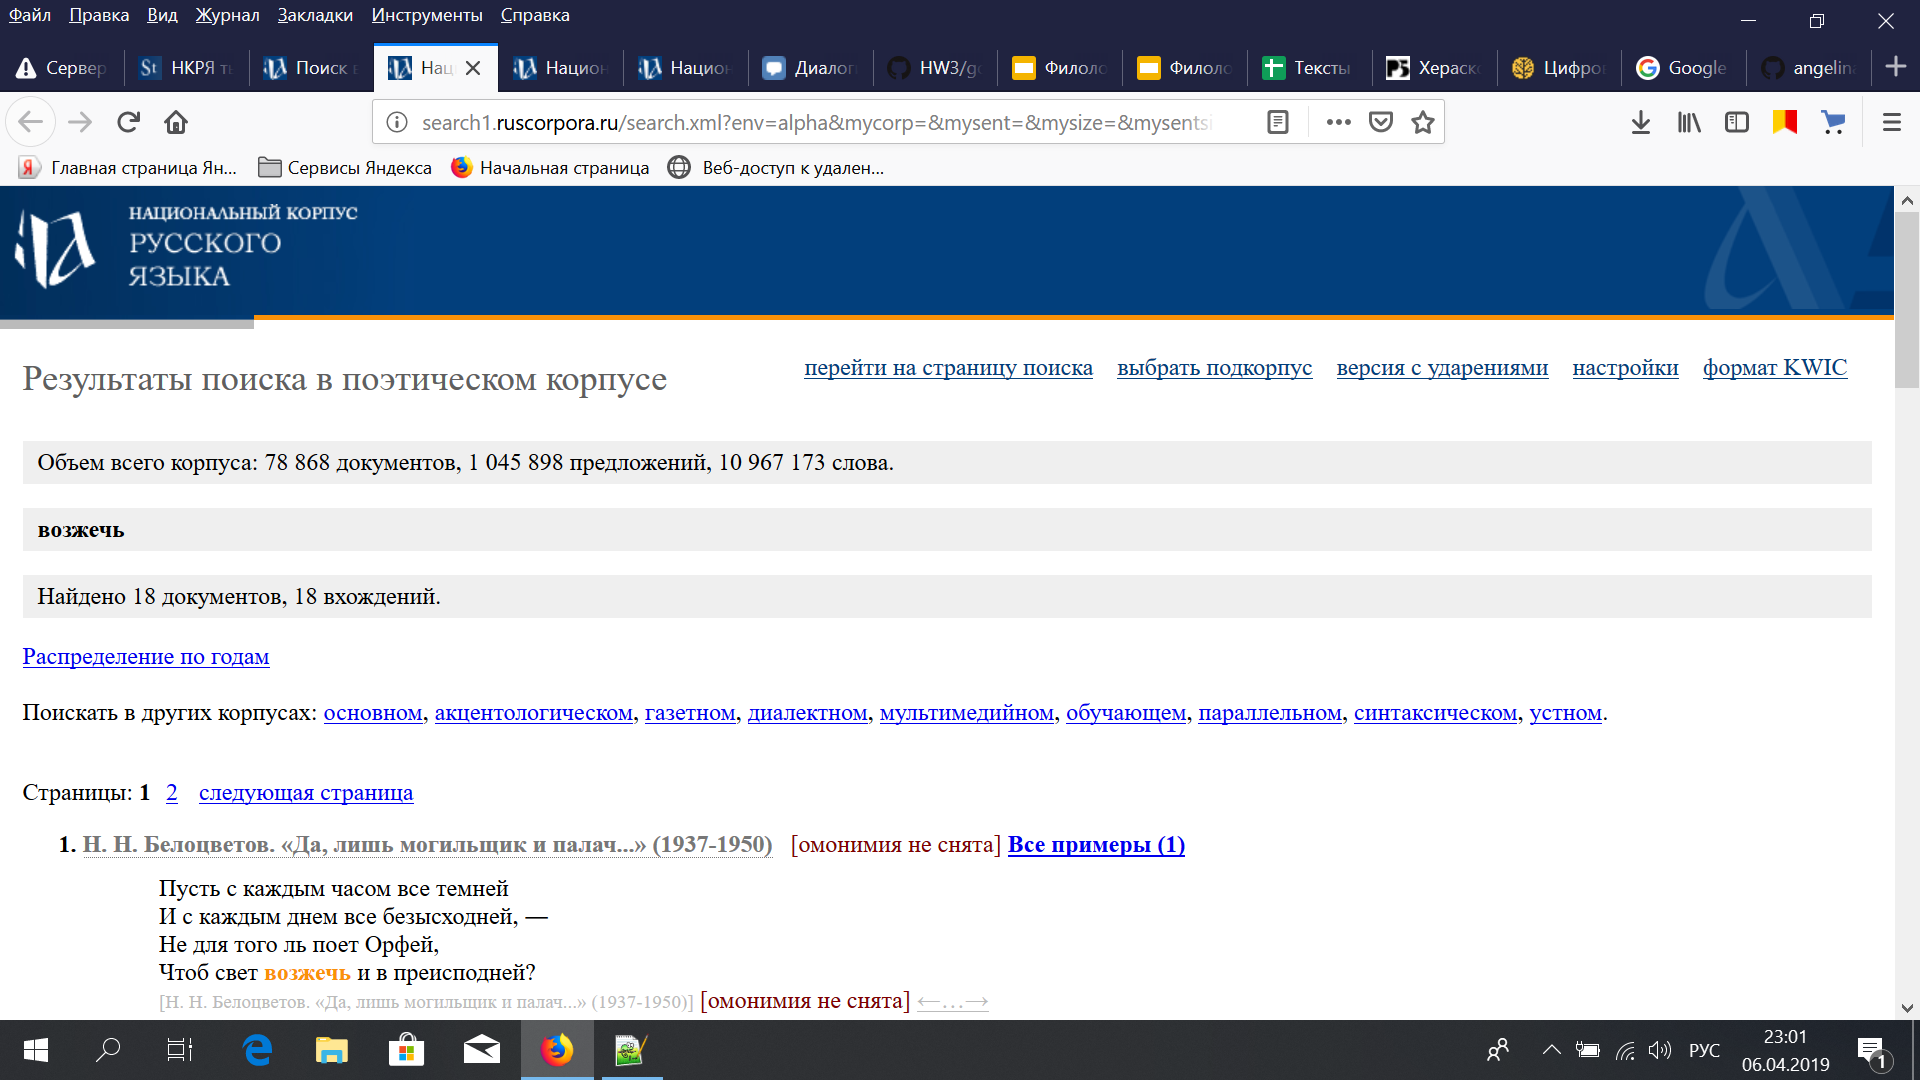 Файл Правка Вид Журнал Закладки Инструменты Справка
Сервер St НКРЯ Поиск Нац Национ Национ Диалог HW3/g Филоло Филоло Тексты P5 Хераск Цифро Google angelina
search1.ruscorpora.ru/search.xml?env=alpha&mycorp=&mysent=&mysize=&mysentsi
Главная страница Ян... Сервисы Яндекса Начальная страница Веб-доступ к удален...
НАЦИОНАЛЬНЫЙ КОРПУС
РУССКОГО
ЯЗЫКА
Результаты поиска в поэтическом корпусе
перейти на страницу поиска выбрать подкорпус версия с ударениями настройки формат KWIC
Объем всего корпуса: 78 868 документов, 1 045 898 предложений, 10 967 173 слова.
возжечь
Найдено 18 документов, 18 вхождений.
Распределение по годам
Поискать в других корпусах: основном, акцентологическом, газетном, диалектном, мультимедийном, обучающем, параллельном, синтаксическом, устном.
Страницы: 1 2 следующая страница
1. Н. Н. Белоцветов. «Да, лишь могильщик и палач...» (1937-1950) [омонимия не снята] Все примеры (1)
Пусть с каждым часом все темней
И с каждым днем все безысходней, —
Не для того ль поет Орфей,
Чтоб свет возжечь и в преисподней?
[Н. Н. Белоцветов. «Да, лишь могильщик и палач...» (1937-1950)] [омонимия не снята] ←...→
РУС
23:01
06.04.2019
1